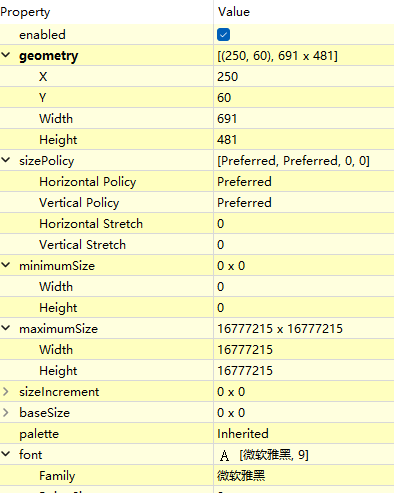 Property Value
enabled
geometry [(250, 60), 691 x 481]
X 250
Y 60
Width 691
Height 481
sizePolicy [Preferred, Preferred, 0, 0]
Horizontal Policy Preferred
Vertical Policy Preferred
Horizontal Stretch 0
Vertical Stretch 0
minimumSize 0 x 0
Width 0
Height 0
maximumSize 16777215 x 16777215
Width 16777215
Height 16777215
sizeIncrement 0 x 0
baseSize 0 x 0
palette Inherited
font A [微软雅黑, 9]
Family 微软雅黑